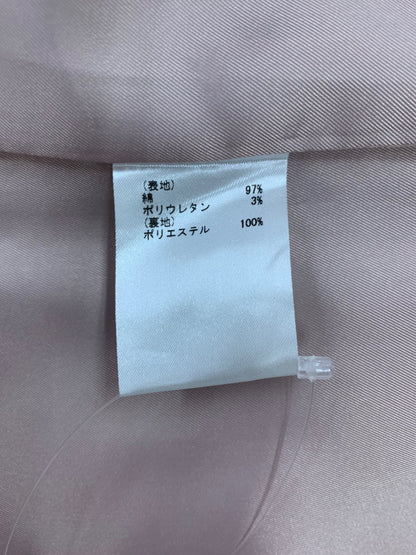 (表地)
綿 97%
ポリウレタン 3%
(裏地)
ポリエステル 100%